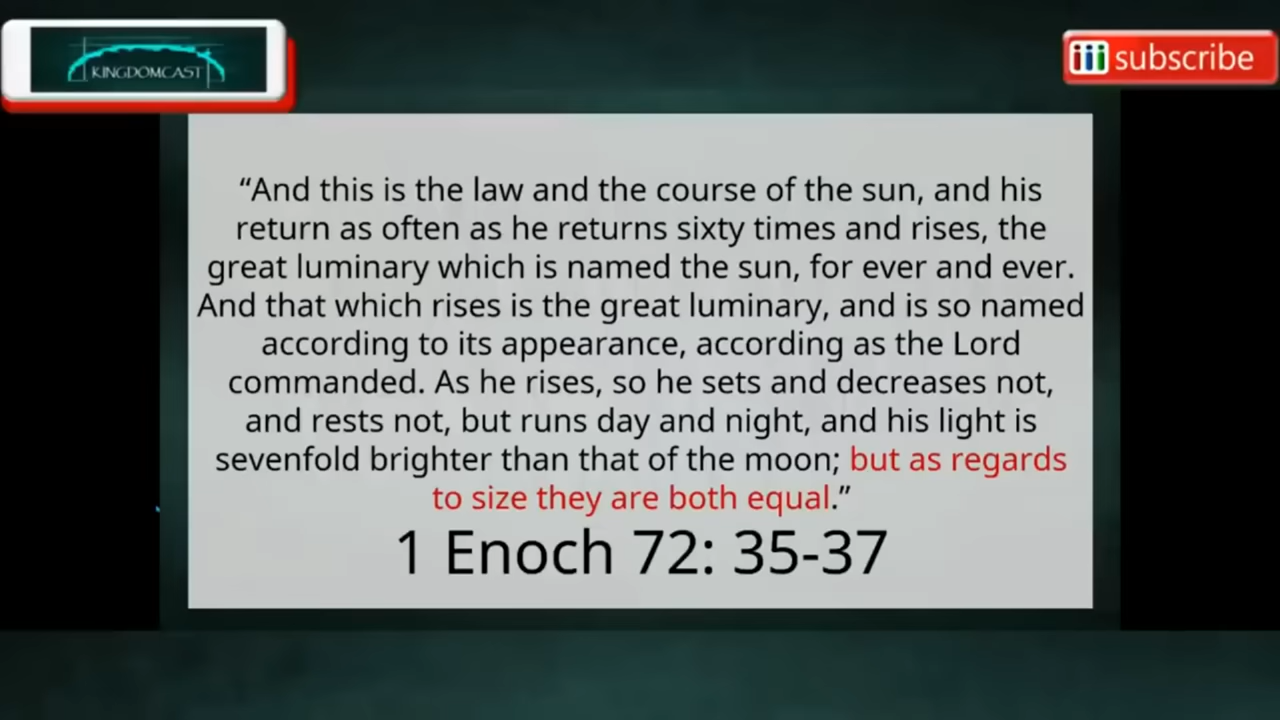 KINGDOMCAST
subscribe
“And this is the law and the course of the sun, and his
return as often as he returns sixty times and rises, the
great luminary which is named the sun, for ever and ever.
And that which rises is the great luminary, and is so named
according to its appearance, according as the Lord
commanded. As he rises, so he sets and decreases not,
and rests not, but runs day and night, and his light is
sevenfold brighter than that of the moon; but as regards
to size they are both equal.”
1 Enoch 72: 35-37